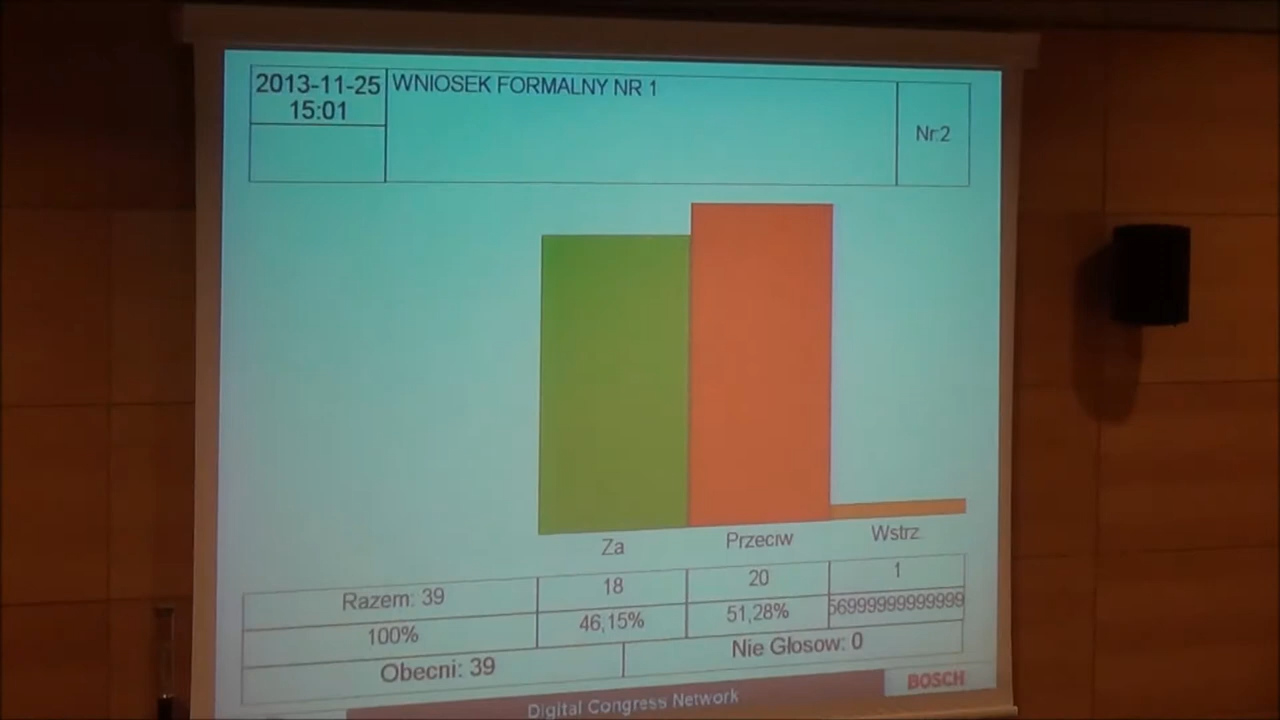 2013-11-25
15:01
WNIOSEK FORMALNY NR 1
Nr:2
Za
Przeciw
Wstrz.
Razem: 39
18
20
1
100%
46,15%
51,28%
56999999999999
Obecni: 39
Nie Glosow: 0
Digital Congress Network
BOSCH